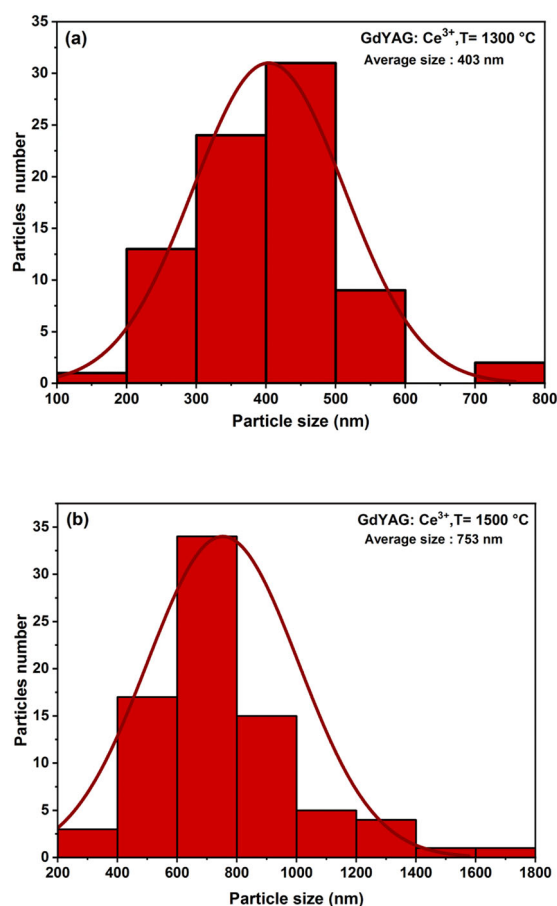 (a)
GdYAG: Ce³⁺,T= 1300 °C
Average size : 403 nm
35
30
25
20
15
10
5
0
Particles number
100 200 300 400 500 600 700 800
Particle size (nm)
(b)
GdYAG: Ce³⁺,T= 1500 °C
Average size : 753 nm
35
30
25
20
15
10
5
0
Particles number
200 400 600 800 1000 1200 1400 1600 1800
Particle size (nm)